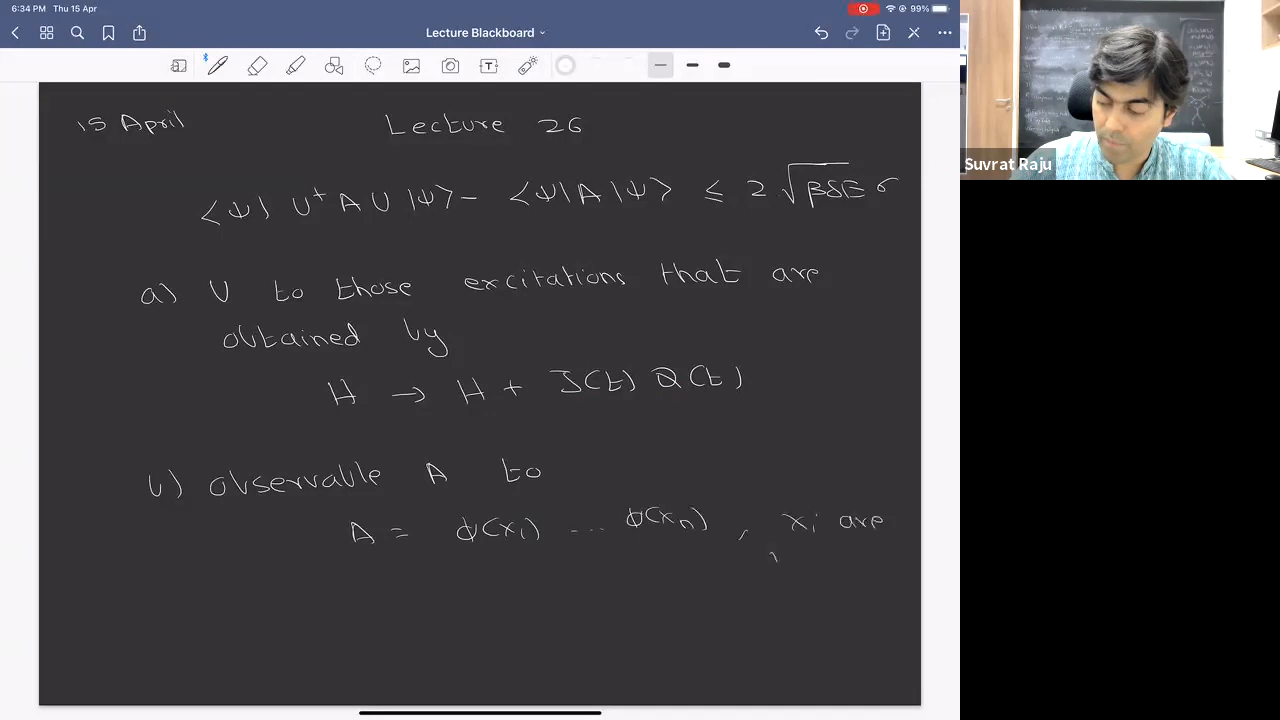 6:34 PM Thu 15 Apr
99%
Lecture Blackboard
15 April
Lecture 26
⟨Ψ| U† A U |Ψ⟩ - ⟨Ψ|A|Ψ⟩ ≤ 2 √βδE σ
a) U to those excitations that are
obtained by
H → H + J(t) Q(t)
b) observable A to
A = φ(x₁) ... φ(xₙ) , xᵢ are
Suvrat Raju